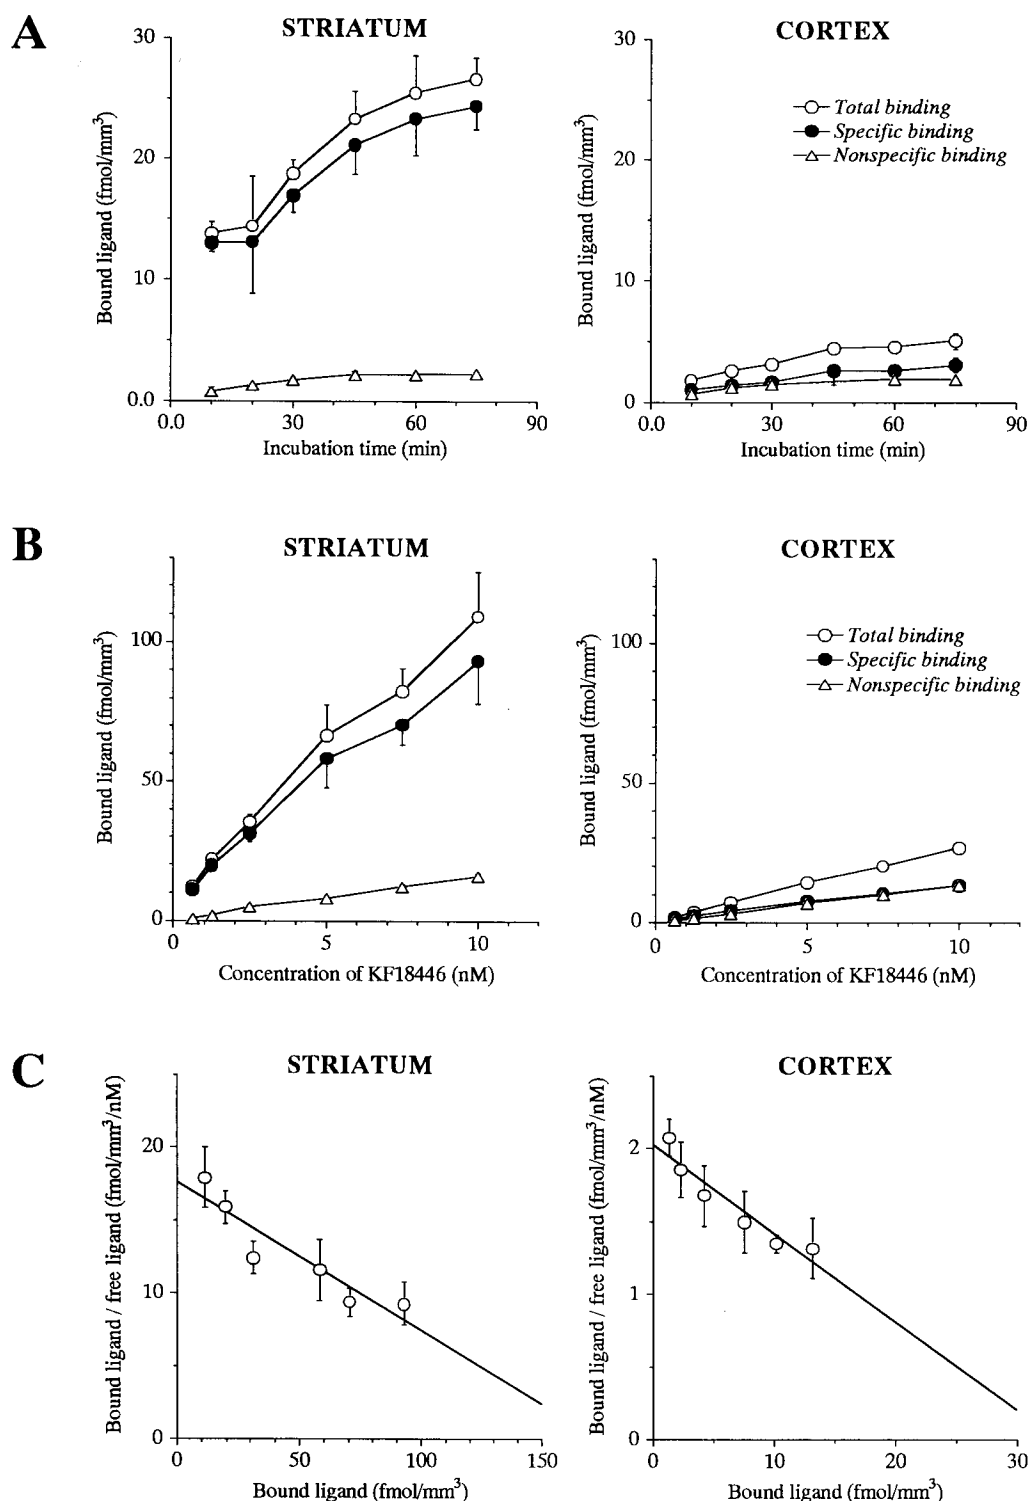 A
STRIATUM
CORTEX
30
20
10
0.0
0.0
30
60
90
Bound ligand (fmol/mm³)
Incubation time (min)
30
20
10
0
0.0
30
60
90
Bound ligand (fmol/mm³)
Incubation time (min)
Total binding
Specific binding
Nonspecific binding
B
STRIATUM
CORTEX
100
50
0
0
5
10
Bound ligand (fmol/mm³)
Concentration of KF18446 (nM)
100
50
0
0
5
10
Bound ligand (fmol/mm³)
Concentration of KF18446 (nM)
Total binding
Specific binding
Nonspecific binding
C
STRIATUM
CORTEX
20
10
0
0
50
100
150
Bound ligand / free ligand (fmol/mm³/nM)
Bound ligand (fmol/mm³)
2
1
0
0
10
20
30
Bound ligand / free ligand (fmol/mm³/nM)
Bound ligand (fmol/mm³)